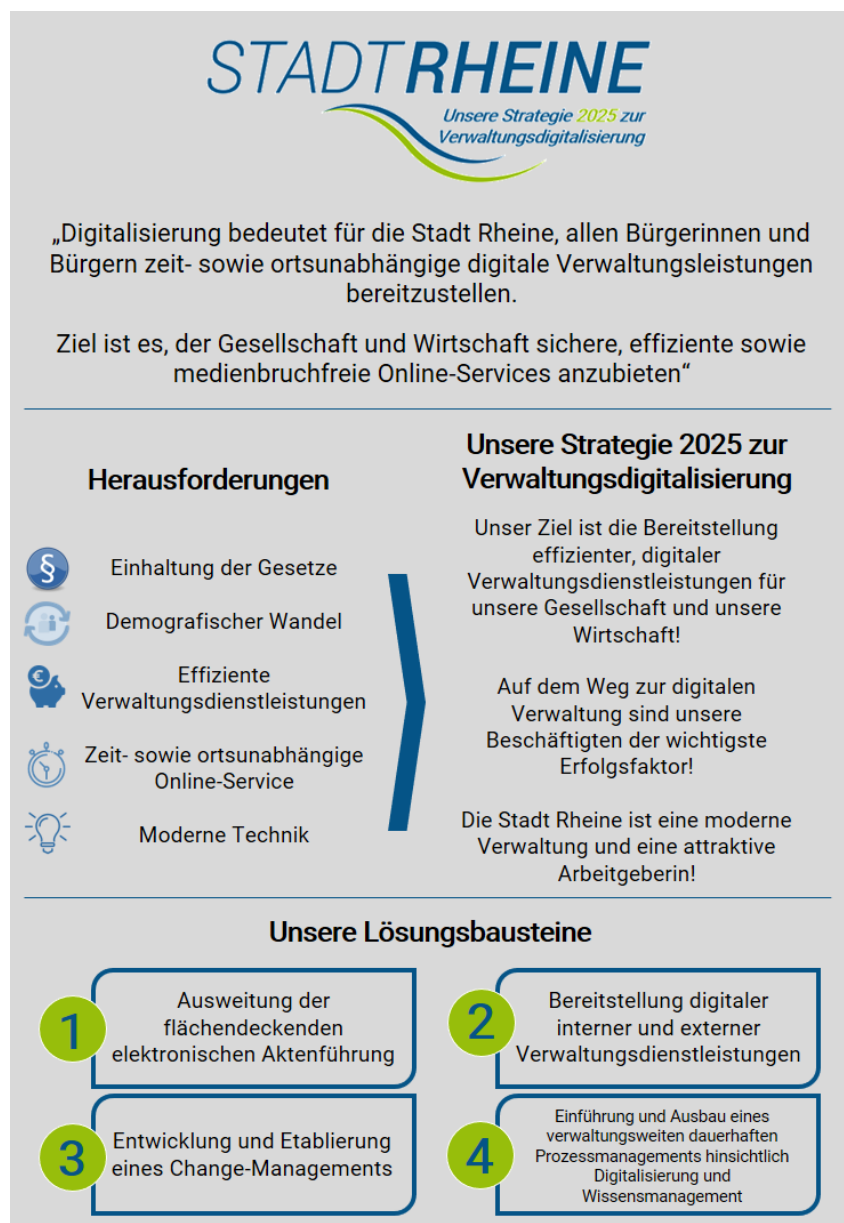 STADTRHEINE
Unsere Strategie 2025 zur
Verwaltungsdigitalisierung
„Digitalisierung bedeutet für die Stadt Rheine, allen Bürgerinnen und
Bürgern zeit- sowie ortsunabhängige digitale Verwaltungsleistungen
bereitzustellen.
Ziel ist es, der Gesellschaft und Wirtschaft sichere, effiziente sowie
medienbruchfreie Online-Services anzubieten“
Herausforderungen
§
Einhaltung der Gesetze
Demografischer Wandel
€
Effiziente
Verwaltungsdienstleistungen
Zeit- sowie ortsunabhängige
Online-Service
Moderne Technik
Unsere Strategie 2025 zur
Verwaltungsdigitalisierung
Unser Ziel ist die Bereitstellung
effizienter, digitaler
Verwaltungsdienstleistungen für
unsere Gesellschaft und unsere
Wirtschaft!
Auf dem Weg zur digitalen
Verwaltung sind unsere
Beschäftigten der wichtigste
Erfolgsfaktor!
Die Stadt Rheine ist eine moderne
Verwaltung und eine attraktive
Arbeitgeberin!
Unsere Lösungsbausteine
1
Ausweitung der
flächendeckenden
elektronischen Aktenführung
2
Bereitstellung digitaler
interner und externer
Verwaltungsdienstleistungen
3
Entwicklung und Etablierung
eines Change-Managements
4
Einführung und Ausbau eines
verwaltungsweiten dauerhaften
Prozessmanagements hinsichtlich
Digitalisierung und
Wissensmanagement